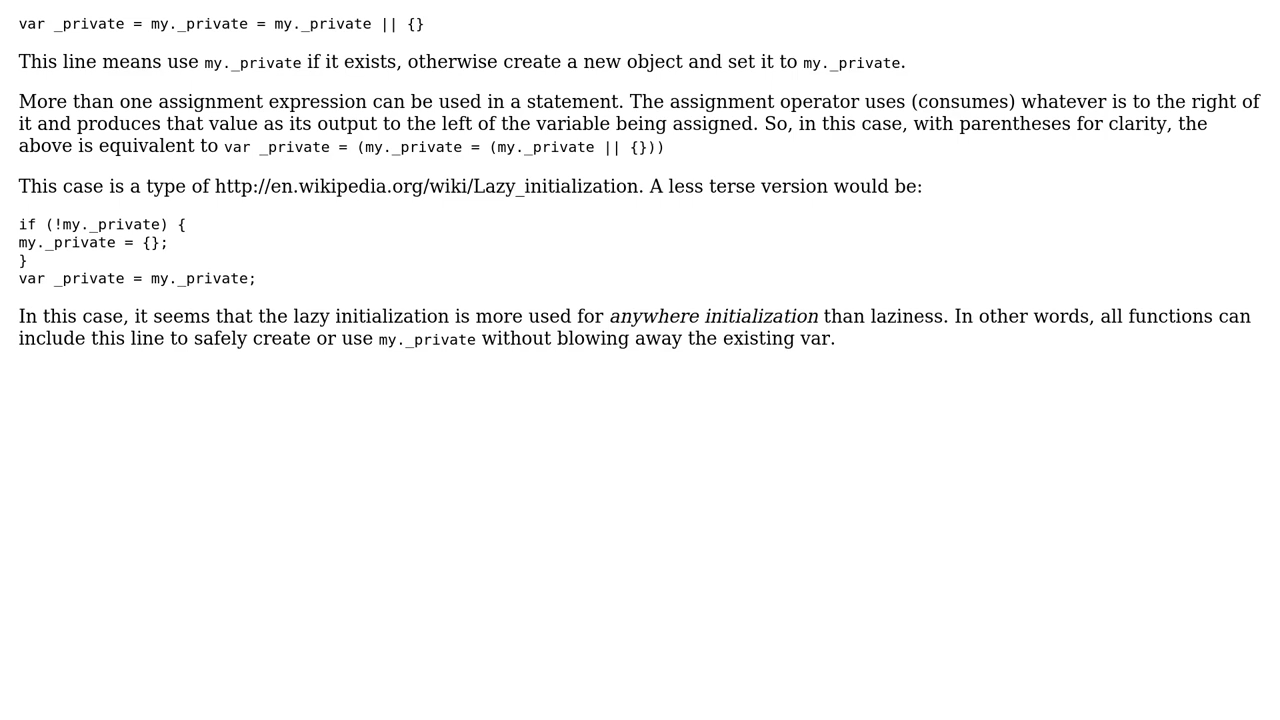 var _private = my._private = my._private || {}
This line means use my._private if it exists, otherwise create a new object and set it to my._private.
More than one assignment expression can be used in a statement. The assignment operator uses (consumes) whatever is to the right of
it and produces that value as its output to the left of the variable being assigned. So, in this case, with parentheses for clarity, the
above is equivalent to var _private = (my._private = (my._private || {}))
This case is a type of http://en.wikipedia.org/wiki/Lazy_initialization. A less terse version would be:
if (!my._private) {
my._private = {};
}
var _private = my._private;
In this case, it seems that the lazy initialization is more used for anywhere initialization than laziness. In other words, all functions can
include this line to safely create or use my._private without blowing away the existing var.